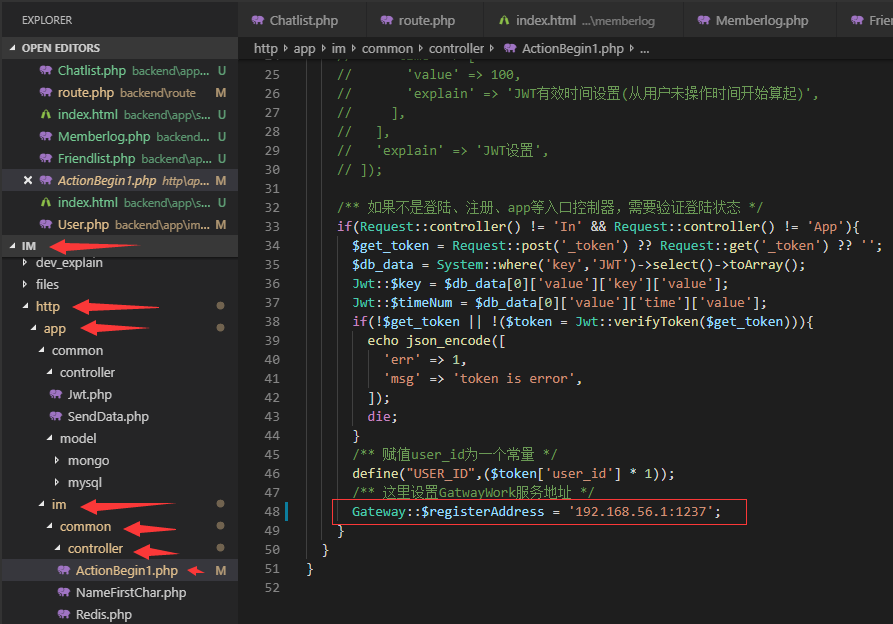 EXPLORER
OPEN EDITORS
Chatlist.php backend\app... U
route.php backend\route M
index.html backend\app\s... U
Memberlog.php backend... U
Friendlist.php backend\ap... U
ActionBegin1.php http\ap... M
index.html backend\app\s... U
User.php backend\app\im... M
IM
dev_explain
files
http
app
common
controller
Jwt.php
SendData.php
model
mongo
mysql
im
common
controller
ActionBegin1.php M
NameFirstChar.php
Redis.php
Chatlist.php route.php index.html ...\memberlog Memberlog.php Frien
http app im common controller ActionBegin1.php ...
25 // 'value' => 100,
26 // 'explain' => 'JWT有效时间设置(从用户未操作时间开始算起)',
27 // ],
28 // ],
29 // 'explain' => 'JWT设置',
30 // ]);
31
32 /** 如果不是登陆、注册、app等入口控制器，需要验证登陆状态 */
33 if(Request::controller() != 'In' && Request::controller() != 'App'){
34 $get_token = Request::post('_token') ?? Request::get('_token') ?? '';
35 $db_data = System::where('key','JWT')->select()->toArray();
36 Jwt::$key = $db_data[0]['value']['key']['value'];
37 Jwt::$timeNum = $db_data[0]['value']['time']['value'];
38 if(!$get_token || !($token = Jwt::verifyToken($get_token))){
39 echo json_encode([
40 'err' => 1,
41 'msg' => 'token is error',
42 ]);
43 die;
44 }
45 /** 赋值user_id为一个常量 */
46 define("USER_ID",($token['user_id'] * 1));
47 /** 这里设置GatwayWork服务地址 */
48 Gateway::$registerAddress = '192.168.56.1:1237';
49 }
50 }
51 }
52